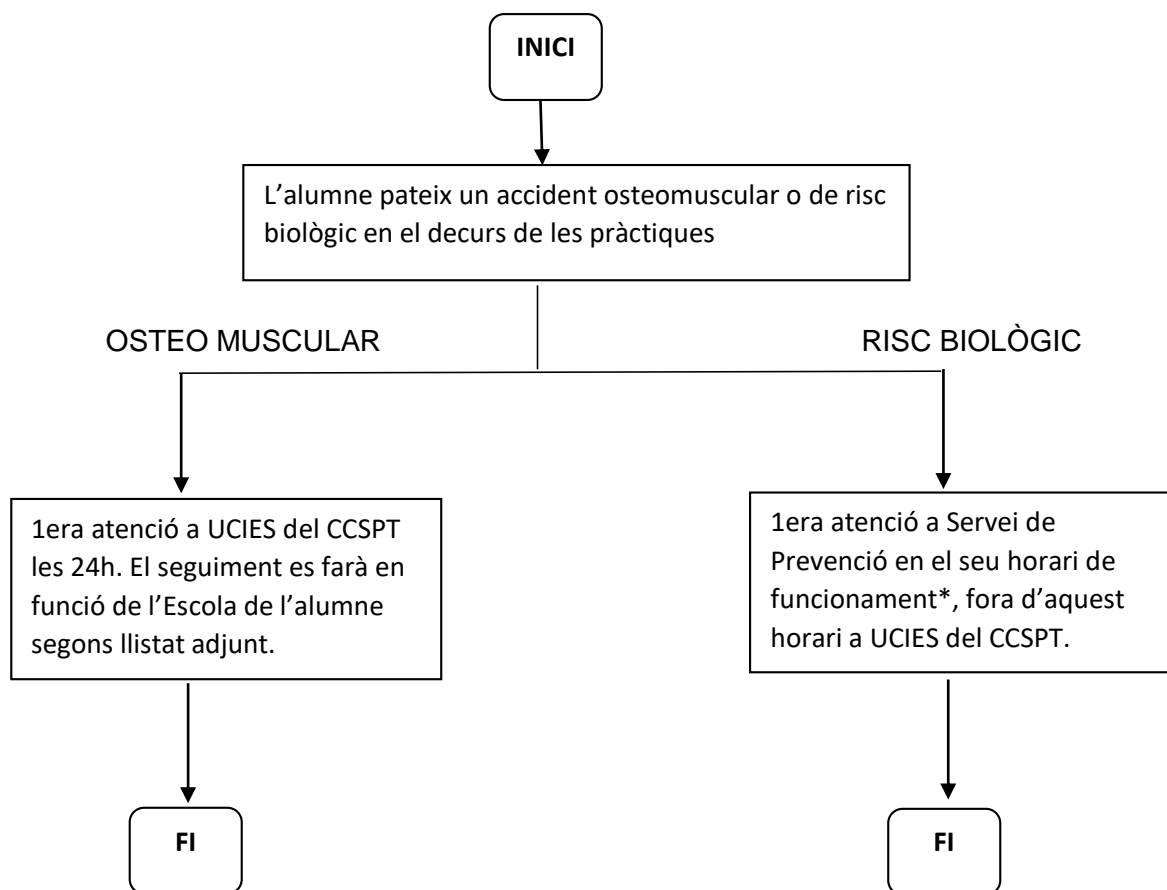 INICI
L’alumne pateix un accident osteomuscular o de risc
biològic en el decurs de les pràctiques
OSTEO MUSCULAR
RISC BIOLÒGIC
1era atenció a UCIES del CCSPT
les 24h. El seguiment es farà en
funció de l’Escola de l’alumne
segons llistat adjunt.
1era atenció a Servei de
Prevenció en el seu horari de
funcionament*, fora d’aquest
horari a UCIES del CCSPT.
FI
FI